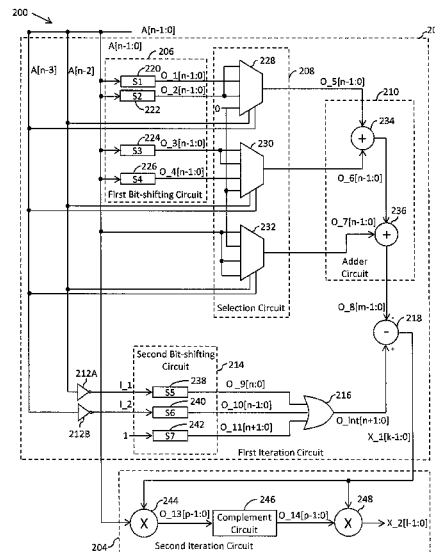 200
202
A[n-1:0]
A[n-1:0]
A[n-3]
A[n-2]
206
220
S1
O_1[n-1:0]
S2
O_2[n-1:0]
222
228
0
208
O_5[n-1:0]
210
224
S3
O_3[n-1:0]
226
S4
O_4[n-1:0]
First Bit-shifting Circuit
230
234
+
O_6[n-1:0]
232
O_7[n-1:0]
236
+
Adder
Circuit
Selection Circuit
O_8[m-1:0]
-
218
-
+
Second Bit-shifting
Circuit
214
212A
I_1
238
S5
O_9[n:0]
212B
I_2
240
S6
O_10[n-1:0]
216
242
1
S7
O_11[n+1:0]
O_int[n+1:0]
X_1[k-1:0]
First Iteration Circuit
244
X
O_13[p-1:0]
246
Complement
Circuit
O_14[p-1:0]
248
X
X_2[l-1:0]
204
Second Iteration Circuit